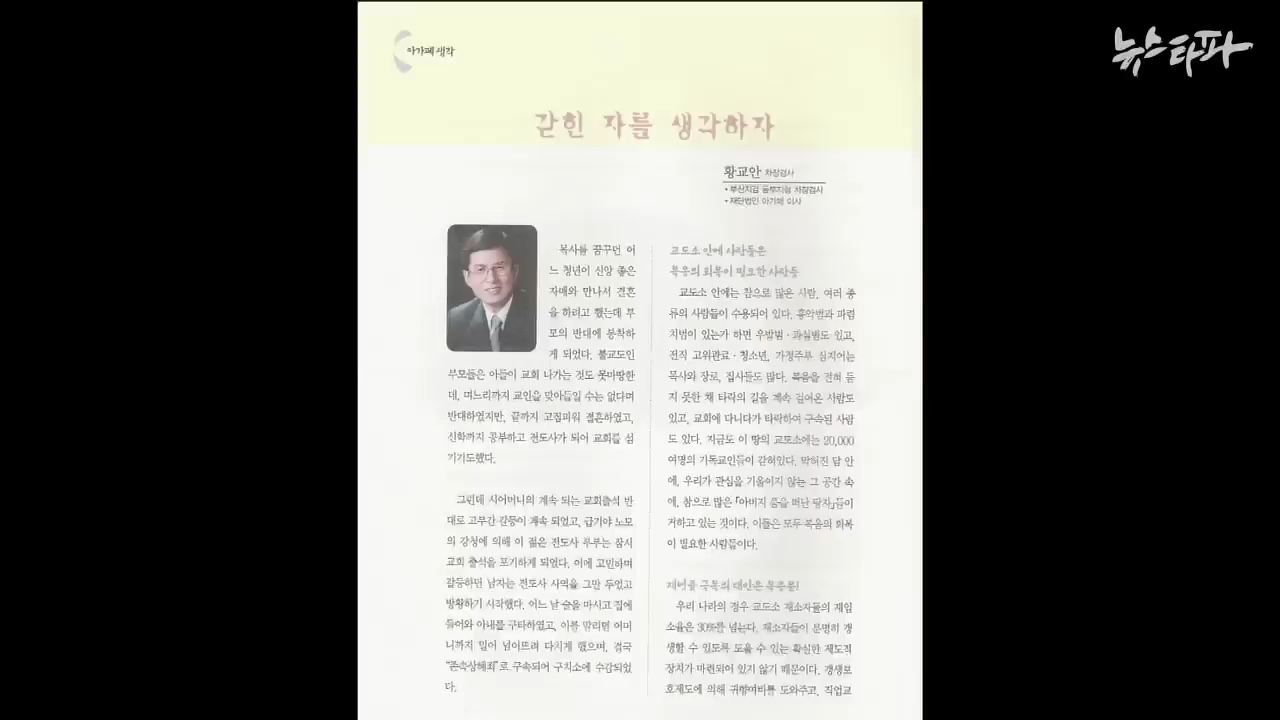 뉴스타파
아가페 생각
갇힌 자를 생각하자
황교안 차장검사
• 부산지검 동부지청 차장검사
• 재단법인 아가페 이사
목사를 꿈꾸던 어
느 청년이 신앙 좋은
자매와 만나서 결혼
을 하려고 했는데 부
모의 반대에 봉착하
게 되었다. 불교도인
부모들은 아들이 교회 나가는 것도 못마땅한
데, 며느리까지 교인을 맞아들일 수는 없다며
반대하였지만, 끝까지 고집피워 결혼하였고,
신학까지 공부하고 전도사가 되어 교회를 섬
기기도했다.
그런데 시어머니의 계속 되는 교회출석 반
대로 고부간 갈등이 계속 되었고, 급기야 노모
의 강청에 의해 이 젊은 전도사 부부는 잠시
교회 출석을 포기하게 되었다. 이에 고민하며
갈등하던 남자는 전도사 사역을 그만 두었고
방황하기 시작했다. 어느 날 술을 마시고 집에
들어와 아내를 구타하였고, 이를 말리던 어머
니까지 밀어 넘어뜨려 다치게 했으며, 결국
“존속상해죄”로 구속되어 구치소에 수감되었
다.
교도소 안에 사람들은
복음의 회복이 필요한 사람들
교도소 안에는 참으로 많은 사람, 여러 종
류의 사람들이 수용되어 있다. 흉악범과 파렴
치범이 있는가 하면 우발범 · 과실범도 있고,
전직 고위관료 · 청소년, 가정주부 심지어는
목사와 장로, 집사들도 많다. 복음을 전혀 듣
지 못한 채 타락의 길을 계속 걸어온 사람도
있고, 교회에 다니다가 타락하여 구속된 사람
도 있다. 지금도 이 땅의 교도소에는 20,000
여명의 기독교인들이 갇혀있다. 막혀진 담 안
에, 우리가 관심을 기울이지 않는 그 공간 속
에, 참으로 많은 「아버지 품을 떠난 탕자」들이
거하고 있는 것이다. 이들은 모두 복음의 회복
이 필요한 사람들이다.
재범률 극복의 대안은 복음뿐!
우리 나라의 경우 교도소 재소자들의 재입
소율은 30%를 넘는다. 재소자들이 분명히 갱
생할 수 있도록 도울 수 있는 확실한 제도적
장치가 마련되어 있지 않기 때문이다. 갱생보
호제도에 의해 귀향여비를 도와주고, 직업교